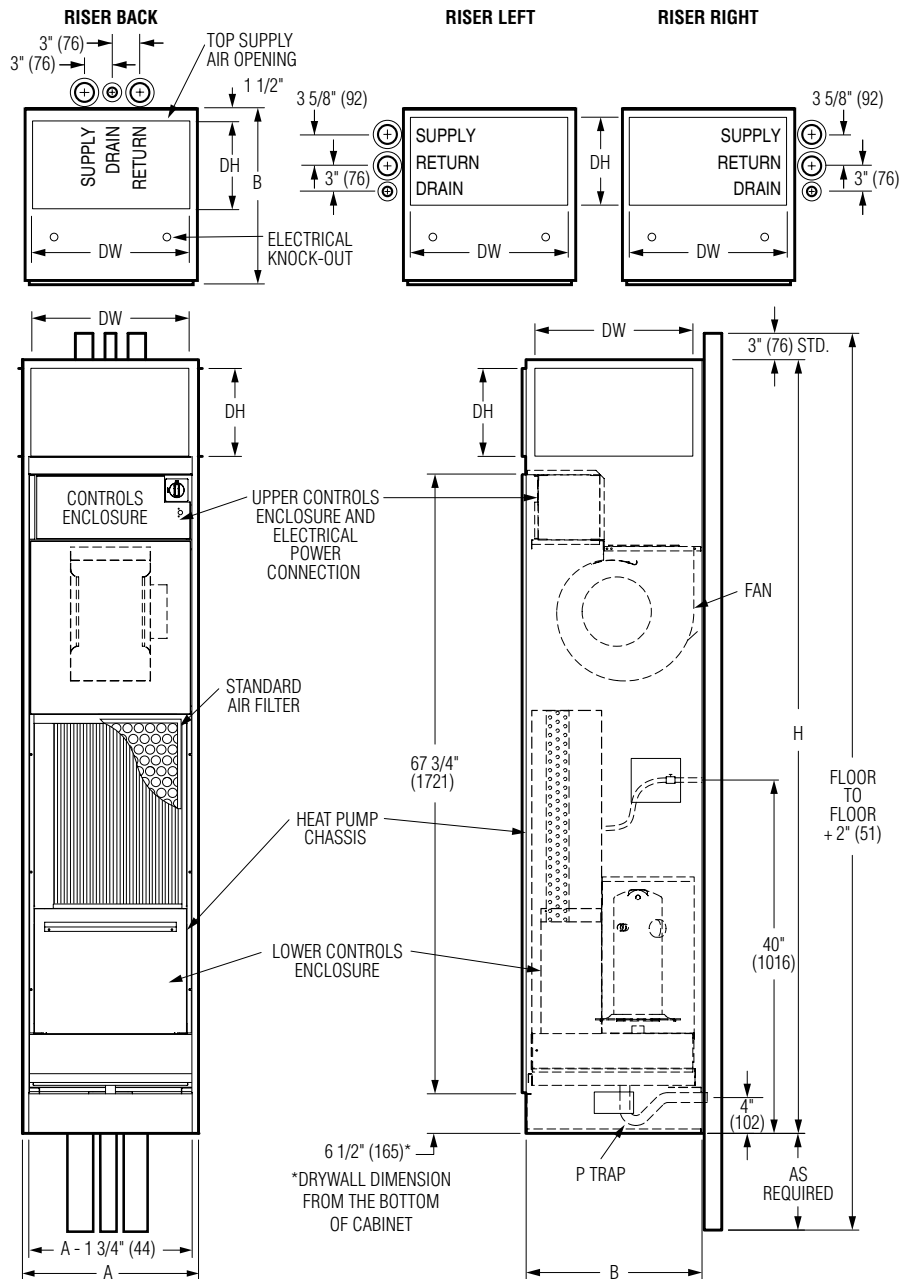 RISER BACK
RISER LEFT
RISER RIGHT
3" (76)
3" (76)
TOP SUPPLY
AIR OPENING
1 1/2"
SUPPLY
DRAIN
RETURN
DH
B
DW
ELECTRICAL
KNOCK-OUT
3 5/8" (92)
3" (76)
SUPPLY
RETURN
DRAIN
DH
DW
SUPPLY
RETURN
DRAIN
DW
3 5/8" (92)
3" (76)
DW
DH
CONTROLS
ENCLOSURE
UPPER CONTROLS
ENCLOSURE AND
ELECTRICAL
POWER
CONNECTION
STANDARD
AIR FILTER
HEAT PUMP
CHASSIS
LOWER CONTROLS
ENCLOSURE
A - 1 3/4" (44)
A
DW
DH
3" (76) STD.
FAN
67 3/4"
(1721)
H
FLOOR
TO
FLOOR
+ 2" (51)
40"
(1016)
4"
(102)
6 1/2" (165)*
*DRYWALL DIMENSION
FROM THE BOTTOM
OF CABINET
P TRAP
AS
REQUIRED
B